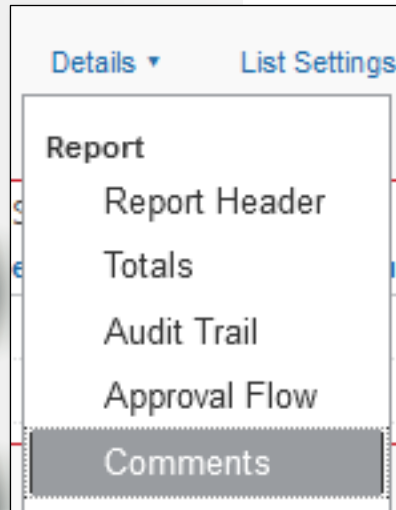 Details ▾ List Settings
Report
Report Header
Totals
Audit Trail
Approval Flow
Comments